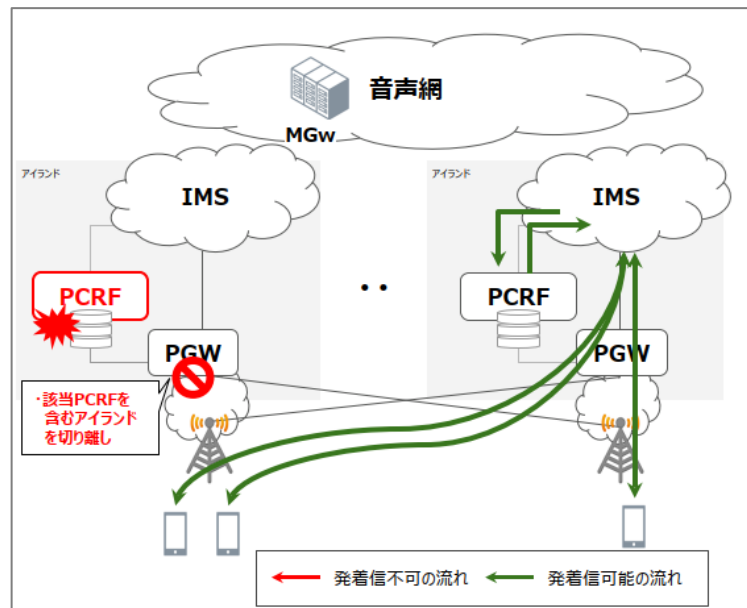 音声網
MGw
アイランド
IMS
アイランド
IMS
PCRF
・・
PCRF
PGW
PGW
・該当PCRFを
含むアイランド
を切り離し
発着信不可の流れ
発着信可能の流れ